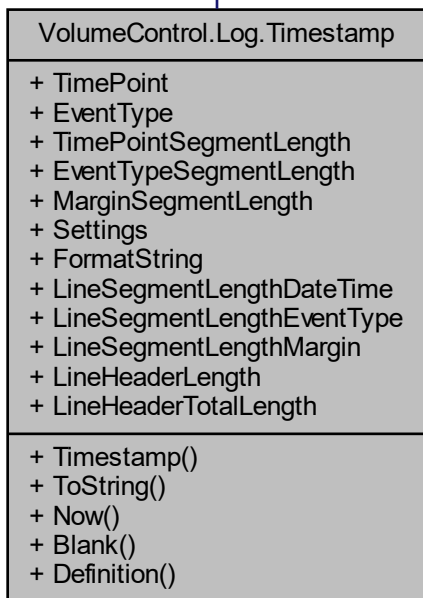 VolumeControl.Log.Timestamp
+ TimePoint
+ EventType
+ TimePointSegmentLength
+ EventTypeSegmentLength
+ MarginSegmentLength
+ Settings
+ FormatString
+ LineSegmentLengthDateTime
+ LineSegmentLengthEventType
+ LineSegmentLengthMargin
+ LineHeaderLength
+ LineHeaderTotalLength
+ Timestamp()
+ ToString()
+ Now()
+ Blank()
+ Definition()